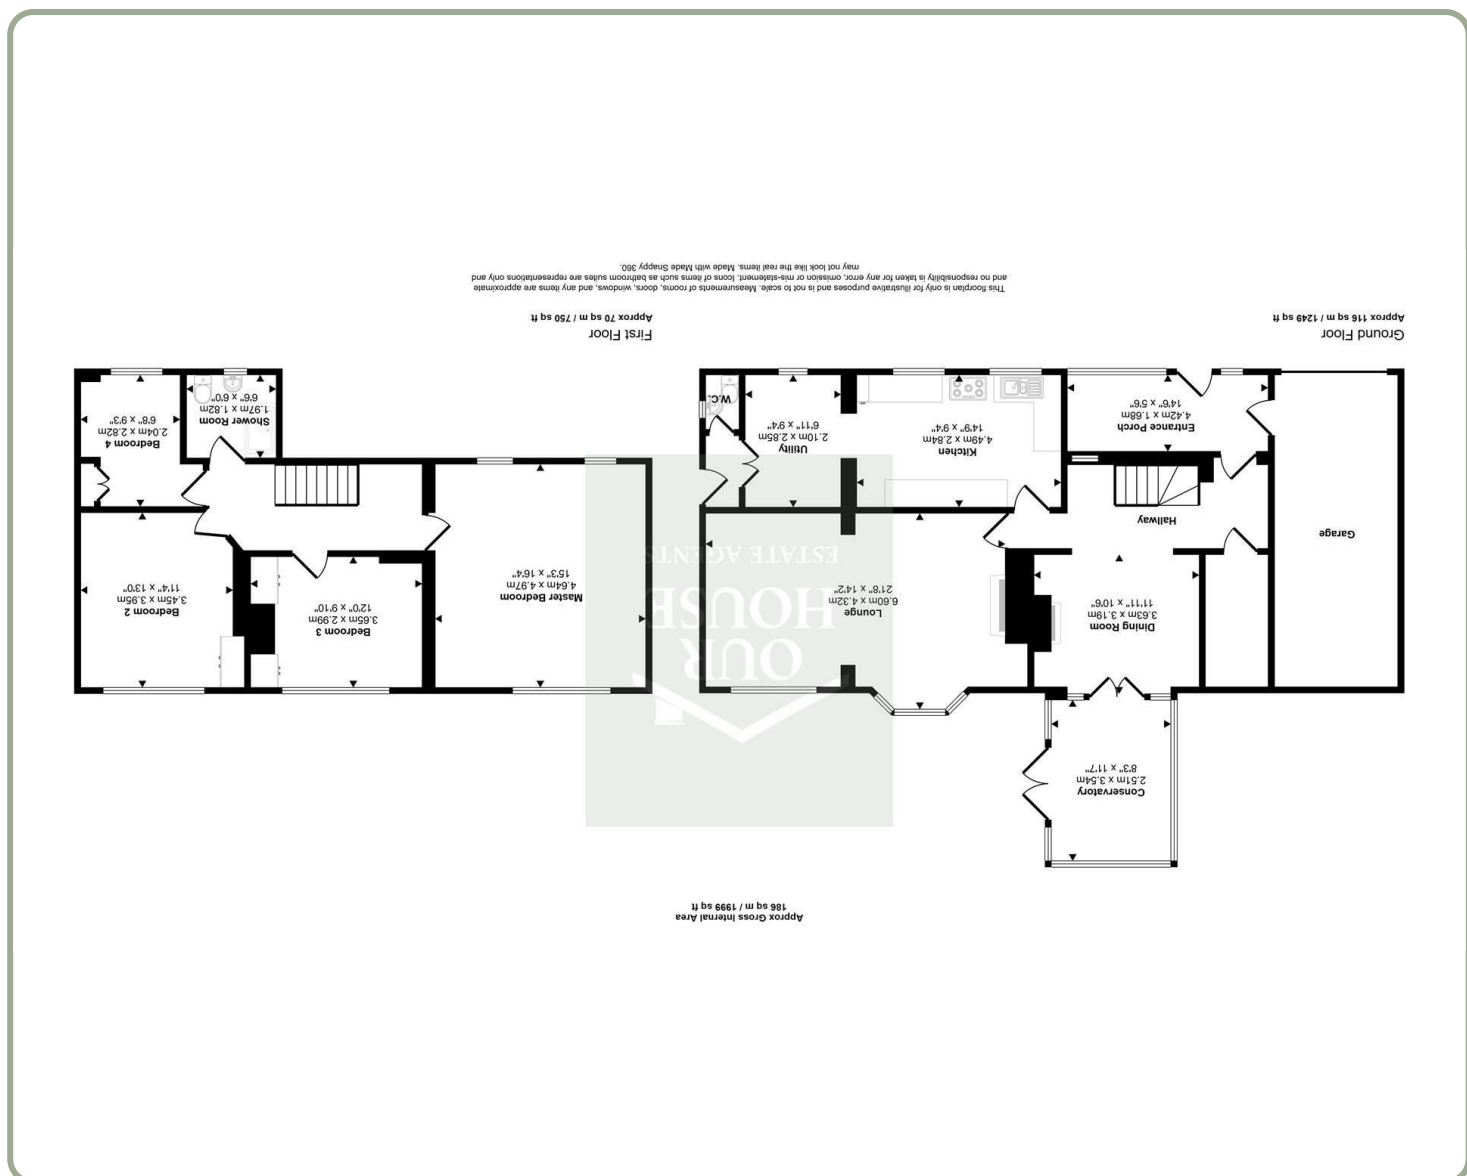 Approx Gross Internal Area
186 sq m / 1999 sq ft
Conservatory
2.51m x 3.54m
8'3" x 11'7"
Dining Room
3.63m x 3.19m
11'11" x 10'6"
Lounge
6.60m x 4.32m
21'8" x 14'2"
Garage
Hallway
Entrance Porch
4.42m x 1.68m
14'6" x 5'6"
Kitchen
4.49m x 2.84m
14'9" x 9'4"
Utility
2.10m x 2.85m
6'11" x 9'4"
W.C.
Ground Floor
Approx 116 sq m / 1249 sq ft
OUR
HOUSE
ESTATE AGENTS
Master Bedroom
4.64m x 4.97m
15'3" x 16'4"
Bedroom 3
3.65m x 2.99m
12'0" x 9'10"
Bedroom 2
3.45m x 3.95m
11'4" x 13'0"
Shower Room
1.97m x 1.82m
6'6" x 6'0"
Bedroom 4
2.04m x 2.82m
6'8" x 9'3"
First Floor
Approx 70 sq m / 750 sq ft
This floorplan is only for illustrative purposes and is not to scale. Measurements of rooms, doors, windows, and any items are approximate
and no responsibility is taken for any error, omission or mis-statement. Icons of items such as bathroom suites are representations only and
may not look like the real items. Made with Made Snappy 360.